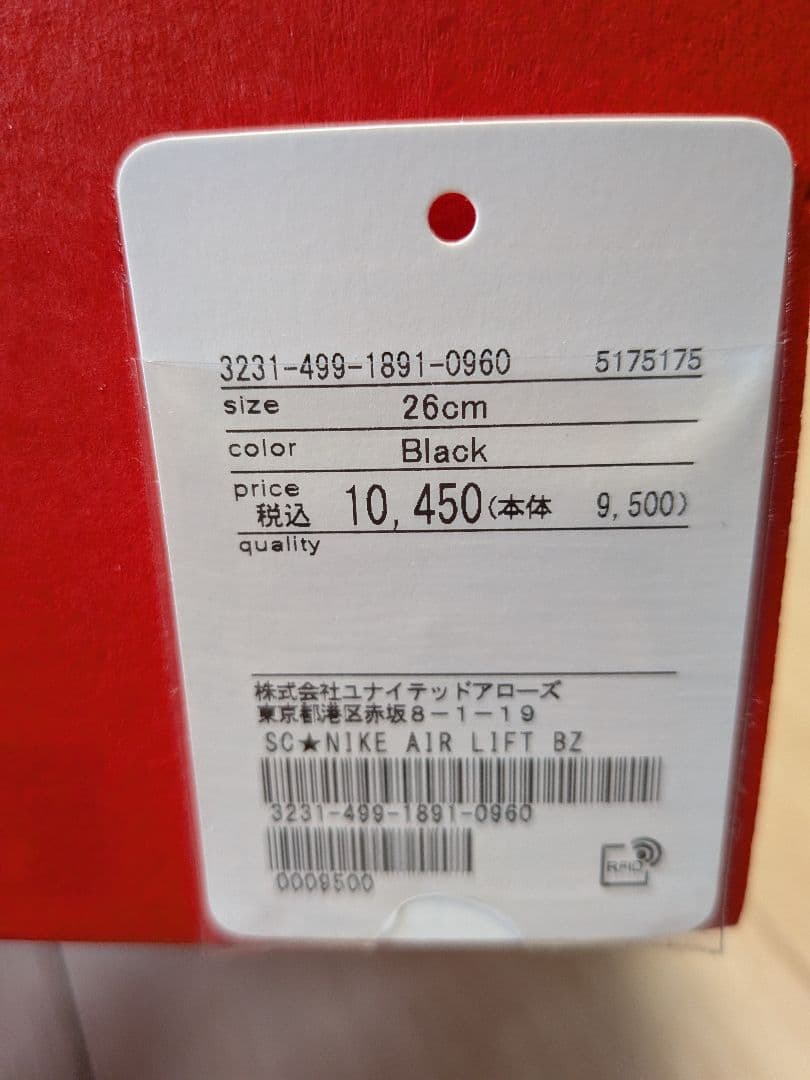 3231-499-1891-0960 5175175
size 26cm
color Black
price 税込 10,450(本体 9,500)
quality
株式会社ユナイテッドアローズ
東京都港区赤坂8-1-19
SC★NIKE AIR LIFT BZ
3231-499-1891-0960
0009500
RFID